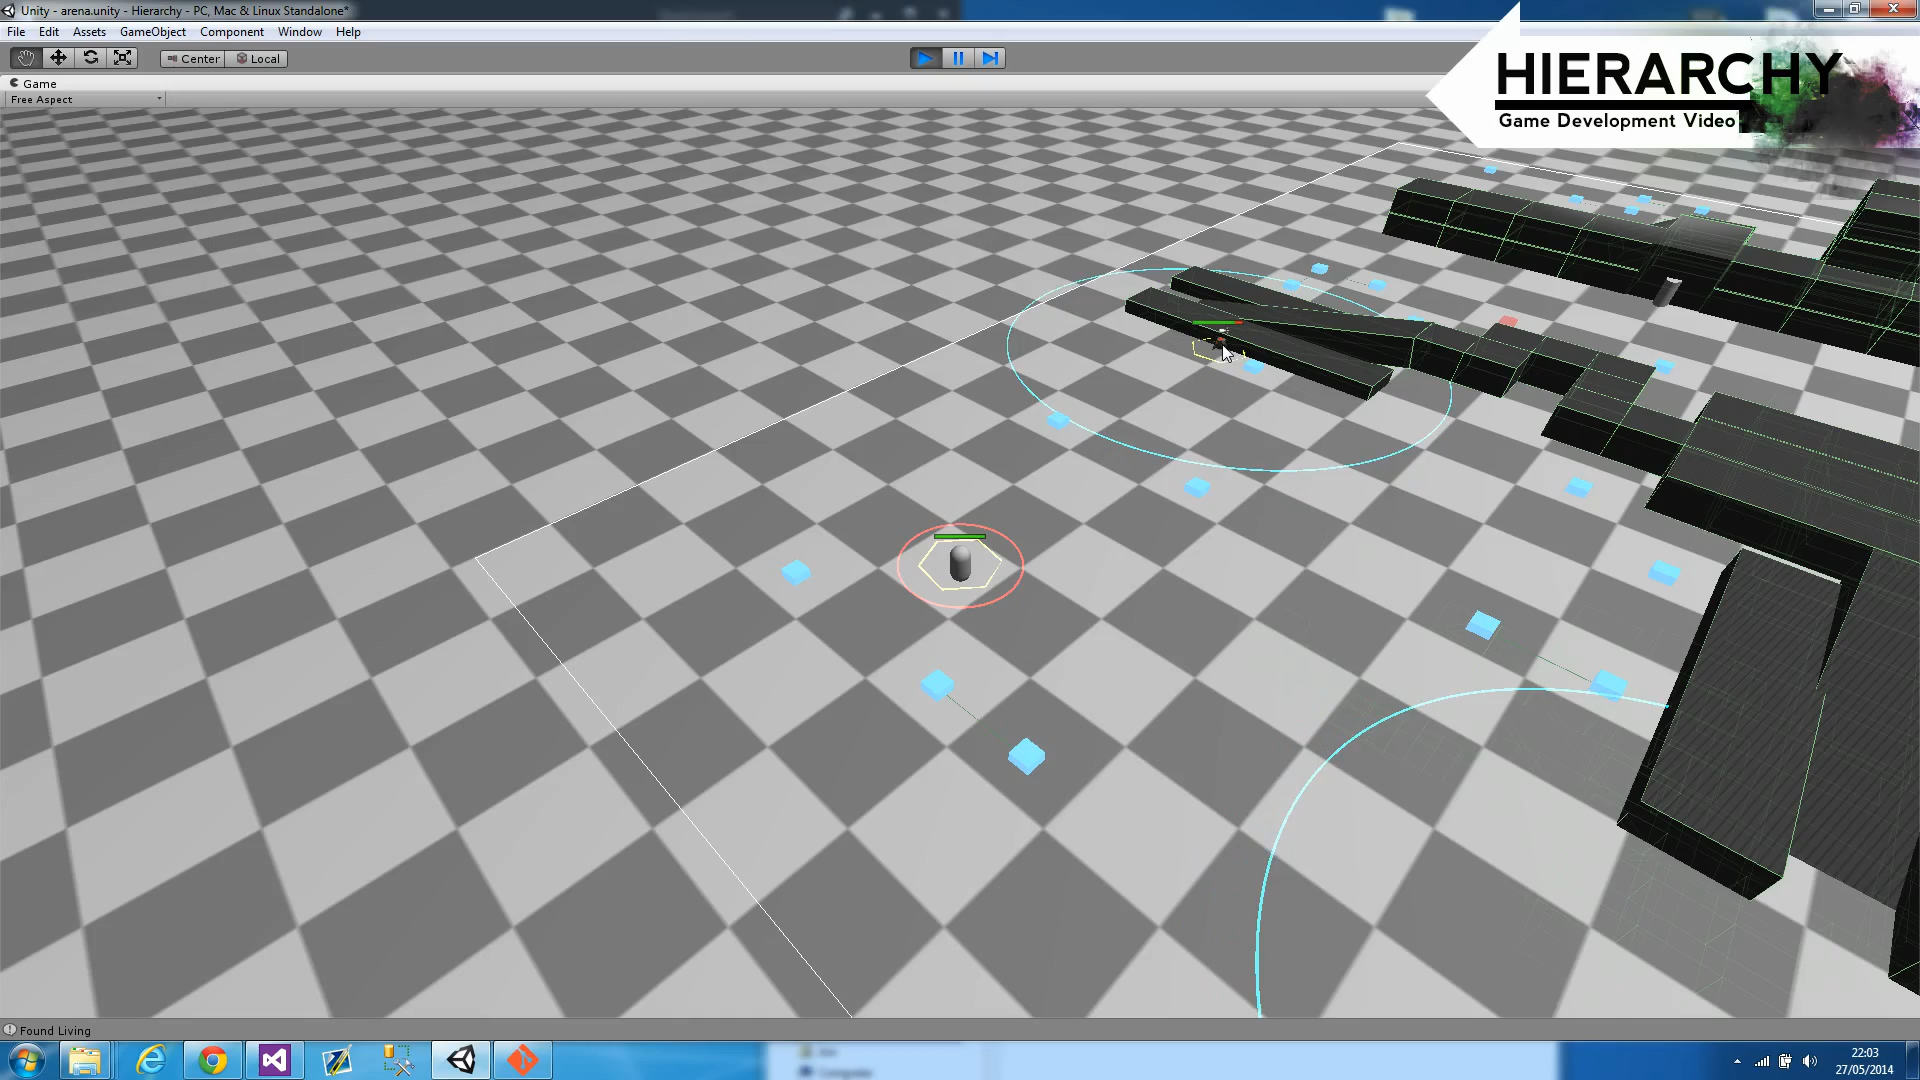 Unity - arena.unity - Hierarchy - PC, Mac & Linux Standalone*
File Edit Assets GameObject Component Window Help
Center Local
Game
Free Aspect
HIERARCHY
Game Development Video
Found Living
22:03
27/05/2014